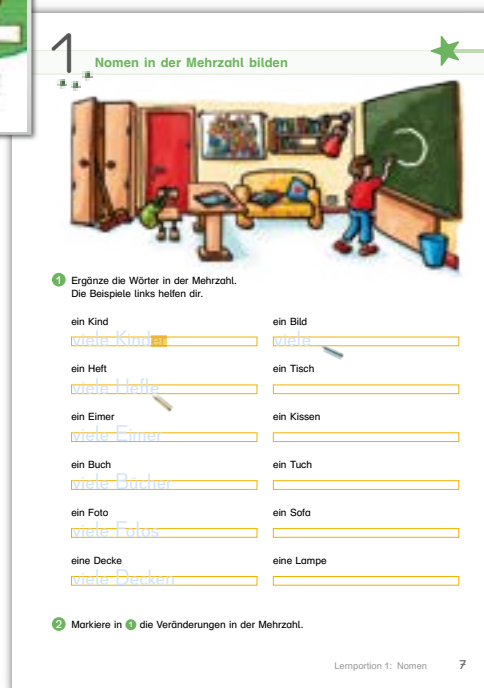 1
Nomen in der Mehrzahl bilden
1 Ergänze die Wörter in der Mehrzahl.
Die Beispiele links helfen dir.
ein Kind
viele Kinder
ein Bild
viele
ein Heft
viele Hefte
ein Tisch
ein Eimer
viele Eimer
ein Kissen
ein Buch
viele Bücher
ein Tuch
ein Foto
viele Fotos
ein Sofa
eine Decke
viele Decken
eine Lampe
2 Markiere in 1 die Veränderungen in der Mehrzahl.
Lernportion 1: Nomen 7